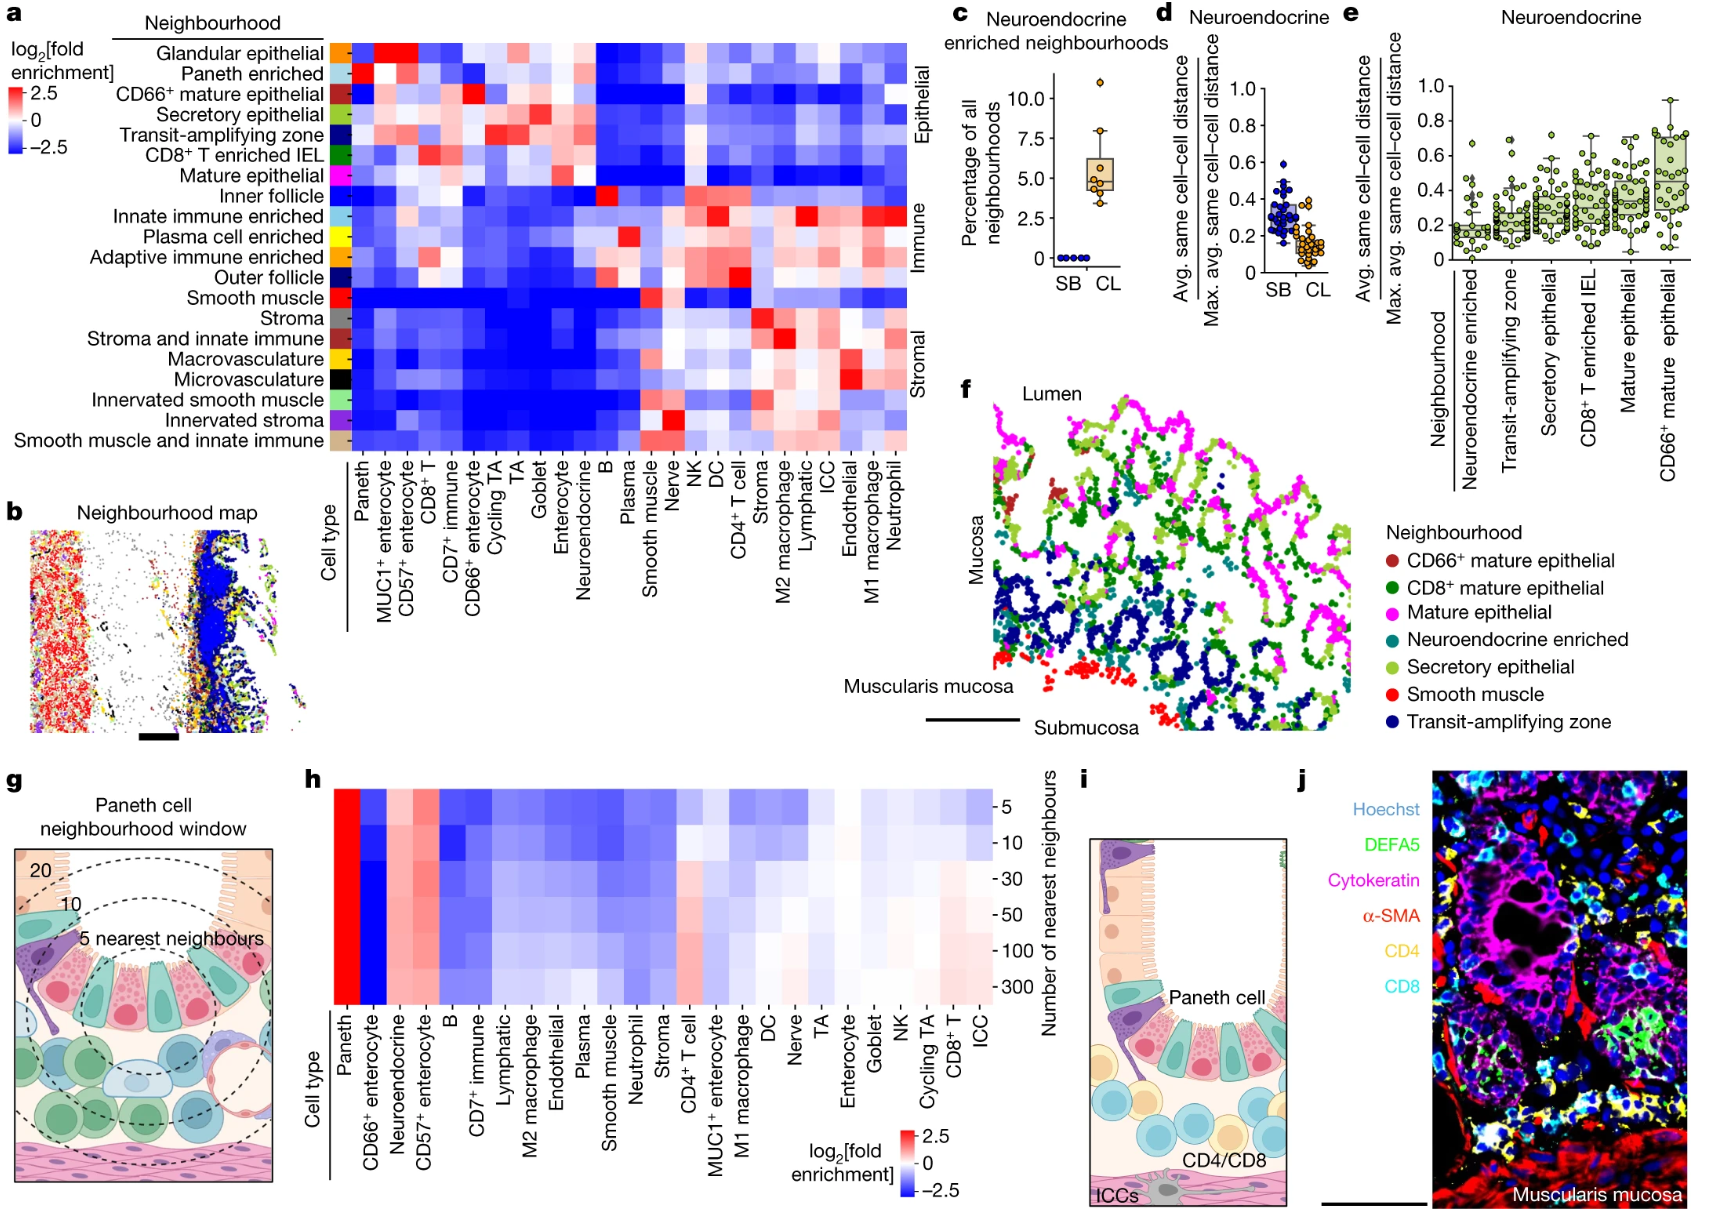 a
Neighbourhood
log2[fold
enrichment]
2.5
0
−2.5
Glandular epithelial
Paneth enriched
CD66+ mature epithelial
Secretory epithelial
Transit-amplifying zone
CD8+ T enriched IEL
Mature epithelial
Inner follicle
Innate immune enriched
Plasma cell enriched
Adaptive immune enriched
Outer follicle
Smooth muscle
Stroma
Stroma and innate immune
Macrovasculature
Microvasculature
Innervated smooth muscle
Innervated stroma
Smooth muscle and innate immune
Epithelial
Immune
Stromal
Cell type
Paneth
MUC1+ enterocyte
CD57+ enterocyte
CD8+ T
CD7+ immune
CD66+ enterocyte
Cycling TA
TA
Goblet
Enterocyte
Neuroendocrine
B
Plasma
Smooth muscle
Nerve
NK
DC
CD4+ T cell
Stroma
M2 macrophage
Lymphatic
ICC
Endothelial
M1 macrophage
Neutrophil
b
Neighbourhood map
c
Neuroendocrine
enriched neighbourhoods
Percentage of all
neighbourhoods
10.0
7.5
5.0
2.5
0
SB CL
d
Neuroendocrine
Avg. same cell–cell distance
Max. avg. same cell–cell distance
1.0
0.8
0.6
0.4
0.2
0
SB CL
e
Neuroendocrine
Avg. same cell–cell distance
Max. avg. same cell–cell distance
1.0
0.8
0.6
0.4
0.2
0
Neighbourhood
Neuroendocrine enriched
Transit-amplifying zone
Secretory epithelial
CD8+ T enriched IEL
Mature epithelial
CD66+ mature epithelial
f
Lumen
Mucosa
Muscularis mucosa
Submucosa
Neighbourhood
CD66+ mature epithelial
CD8+ mature epithelial
Mature epithelial
Neuroendocrine enriched
Secretory epithelial
Smooth muscle
Transit-amplifying zone
g
Paneth cell
neighbourhood window
20
10
5 nearest neighbours
h
5
10
30
50
100
300
Number of nearest neighbours
Cell type
Paneth
CD66+ enterocyte
Neuroendocrine
CD57+ enterocyte
B
CD7+ immune
Lymphatic
M2 macrophage
Endothelial
Plasma
Smooth muscle
Neutrophil
Stroma
CD4+ T cell
MUC1+ enterocyte
M1 macrophage
DC
Nerve
TA
Enterocyte
Goblet
NK
Cycling TA
CD8+ T
ICC
log2[fold
enrichment]
2.5
0
−2.5
i
Paneth cell
CD4/CD8
ICCs
j
Hoechst
DEFA5
Cytokeratin
α-SMA
CD4
CD8
Muscularis mucosa